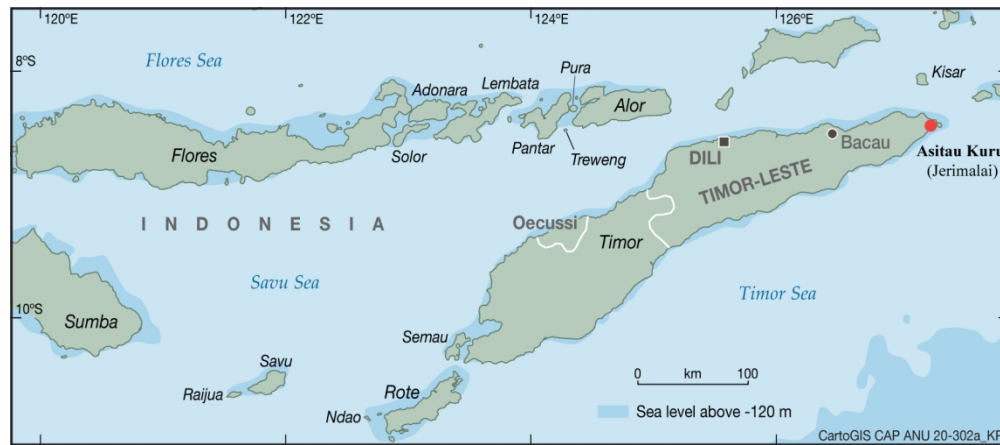 120ºE
122ºE
124ºE
126ºE
8ºS
Flores Sea
Pura
Lembata
Adonara
Kisar
Alor
Flores
Solor
Pantar
Treweng
DILI
Bacau
Asitau Kuru
(Jerimalai)
TIMOR-LESTE
INDONESIA
Oecussi
Timor
Savu Sea
Timor Sea
10ºS
Sumba
Semau
Savu
Raijua
Rote
Ndao
0 km 100
Sea level above -120 m
CartoGIS CAP ANU 20-302a_KP